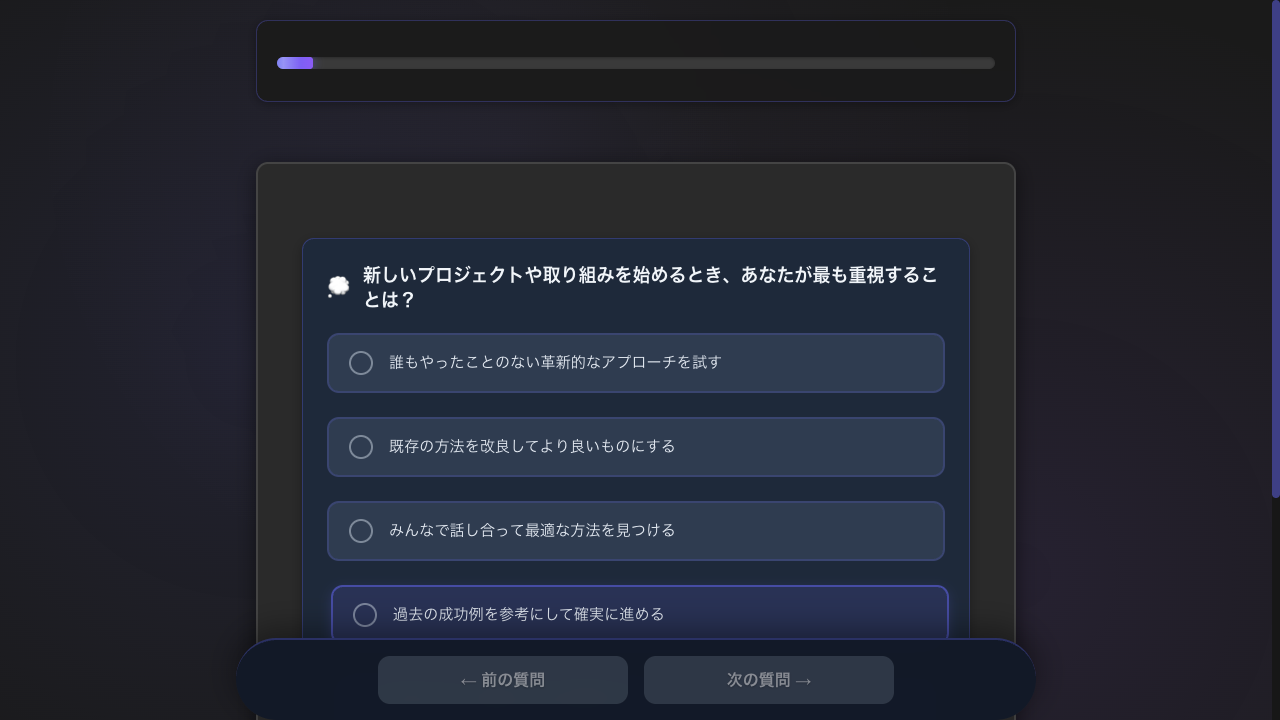 新しいプロジェクトや取り組みを始めるとき、あなたが最も重視するこ
とは？
誰もやったことのない革新的なアプローチを試す
既存の方法を改良してより良いものにする
みんなで話し合って最適な方法を見つける
過去の成功例を参考にして確実に進める
← 前の質問
次の質問 →